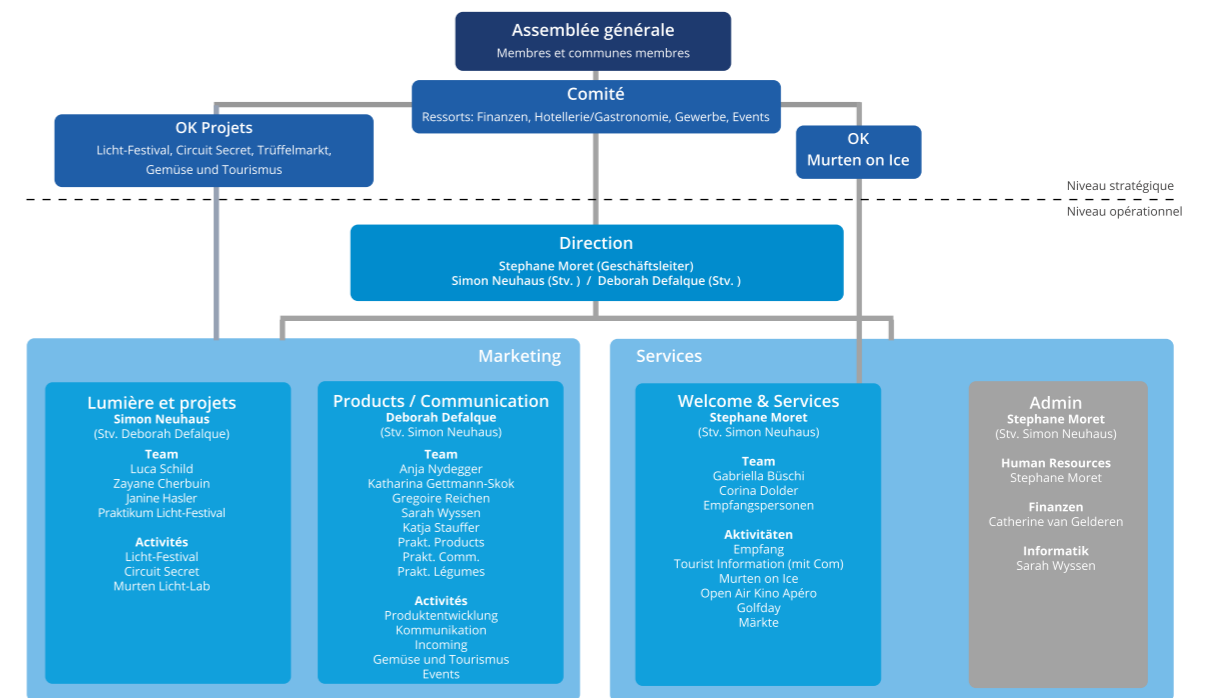 Assemblée générale
Membres et communes membres
Comité
Ressorts: Finanzen, Hotellerie/Gastronomie, Gewerbe, Events
OK Projets
Licht-Festival, Circuit Secret, Trüffelmarkt,
Gemüse und Tourismus
OK
Murten on Ice
Niveau stratégique
Niveau opérationnel
Direction
Stephane Moret (Geschäftsleiter)
Simon Neuhaus (Stv. ) / Deborah Defalque (Stv. )
Marketing
Lumière et projets
Simon Neuhaus
(Stv. Deborah Defalque)
Team
Luca Schild
Zayane Cherbuin
Janine Hasler
Praktikum Licht-Festival
Activités
Licht-Festival
Circuit Secret
Murten Licht-Lab
Products / Communication
Deborah Defalque
(Stv. Simon Neuhaus)
Team
Anja Nydegger
Katharina Gettmann-Skok
Gregoire Reichen
Sarah Wyssen
Katja Stauffer
Prakt. Products
Prakt. Comm.
Prakt. Légumes
Activités
Produktentwicklung
Kommunikation
Incoming
Gemüse und Tourismus
Events
Services
Welcome & Services
Stephane Moret
(Stv. Simon Neuhaus)
Team
Gabriella Büschi
Corina Dolder
Empfangspersonen
Aktivitäten
Empfang
Tourist Information (mit Com)
Murten on Ice
Open Air Kino Apéro
Golfday
Märkte
Admin
Stephane Moret
(Stv. Simon Neuhaus)
Human Resources
Stephane Moret
Finanzen
Catherine van Gelderen
Informatik
Sarah Wyssen